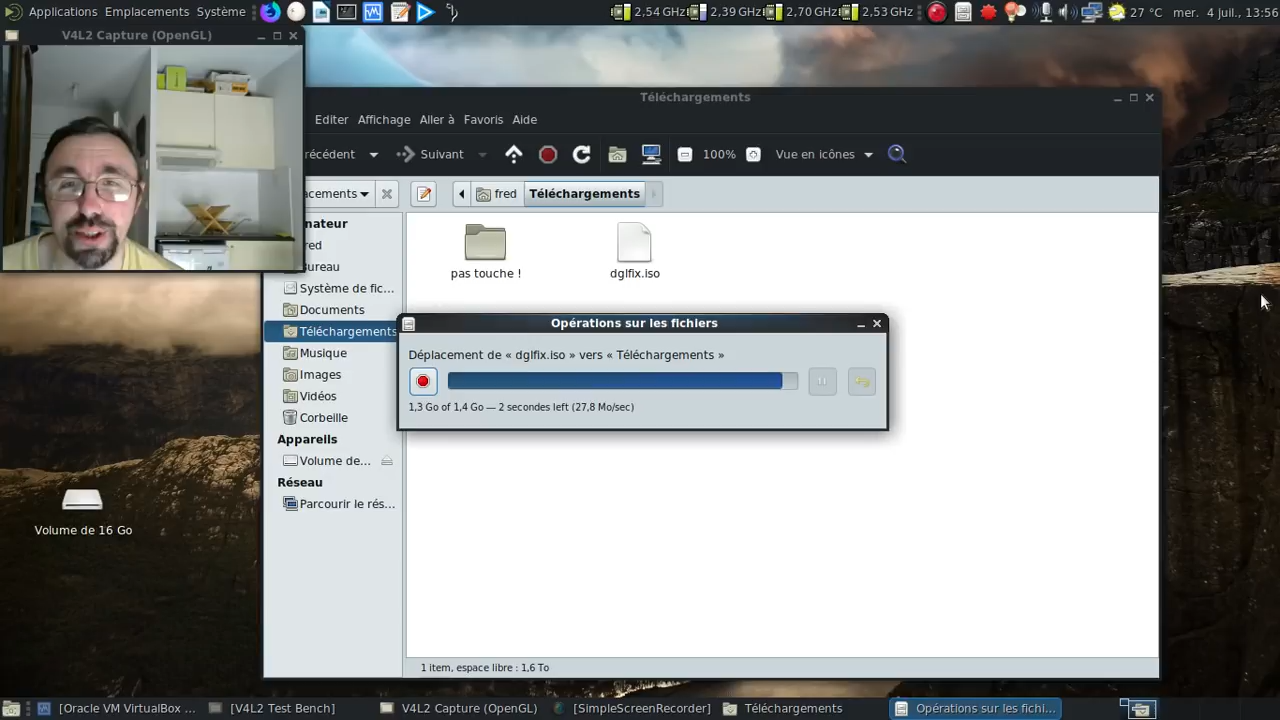 Applications Emplacements Système
2,54 GHz
2,39 GHz
2,70 GHz
2,53 GHz
27 °C
mer. 4 juil., 13:56
V4L2 Capture (OpenGL)
Téléchargements
Editer Affichage Aller à Favoris Aide
récédent Suivant 100% Vue en icônes
acements fred Téléchargements
nateur
red
Bureau
Système de fic...
Documents
Téléchargements
Musique
Images
Vidéos
Corbeille
Appareils
Volume de...
Réseau
Parcourir le rés...
pas touche !
dglfix.iso
Opérations sur les fichiers
Déplacement de « dglfix.iso » vers « Téléchargements »
1,3 Go of 1,4 Go — 2 secondes left (27,8 Mo/sec)
Volume de 16 Go
1 item, espace libre : 1,6 To
[Oracle VM VirtualBox ...
[V4L2 Test Bench]
V4L2 Capture (OpenGL)
[SimpleScreenRecorder]
Téléchargements
Opérations sur les fichi...